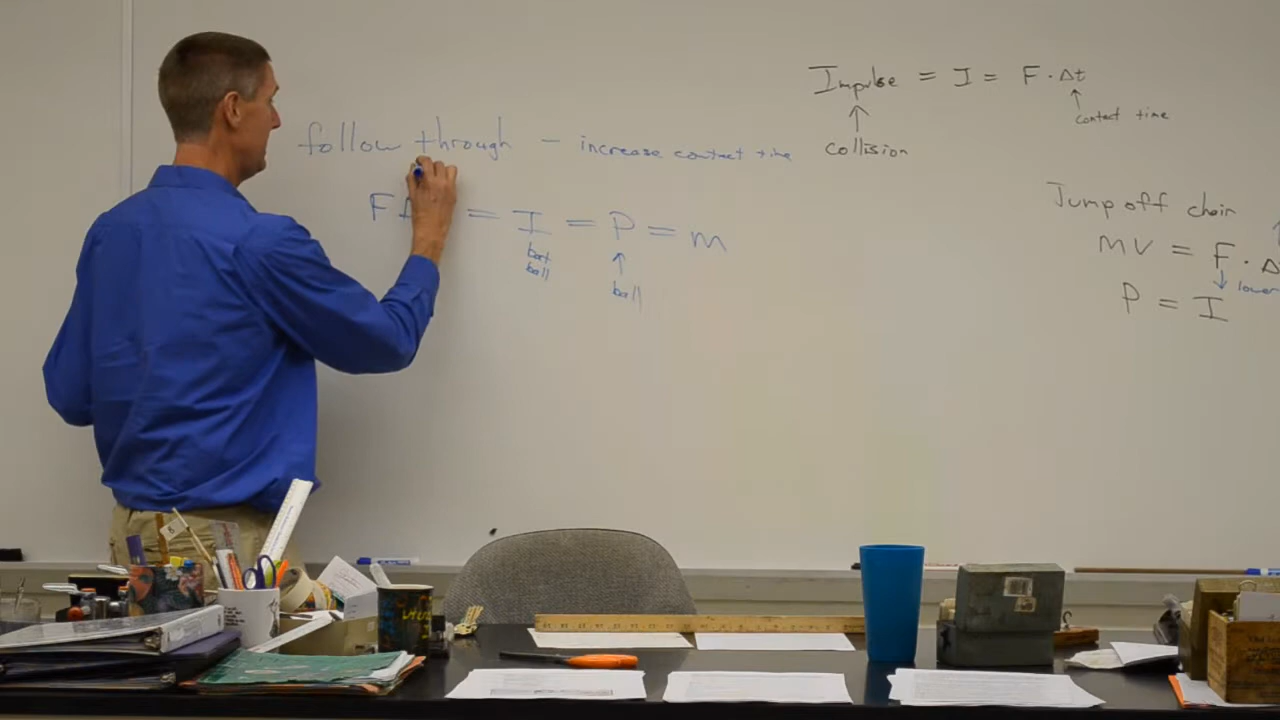 Impulse = I = F · Δt
contact time
collision
follow through – increase contact time
F = I = P = m
bat
ball
ball
Jump off chair
mv = F · Δ
lower
P = I